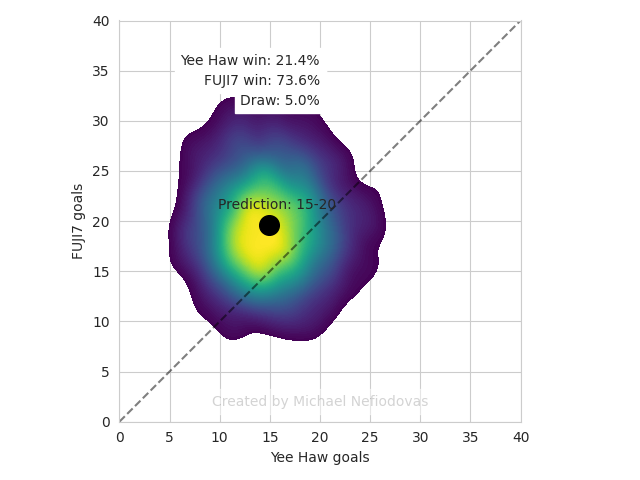 40
35
30
25
20
15
10
5
0
FUJI7 goals
Yee Haw win: 21.4%
FUJI7 win: 73.6%
Draw: 5.0%
Prediction: 15-20
Created by Michael Nefiodovas
0 5 10 15 20 25 30 35 40
Yee Haw goals